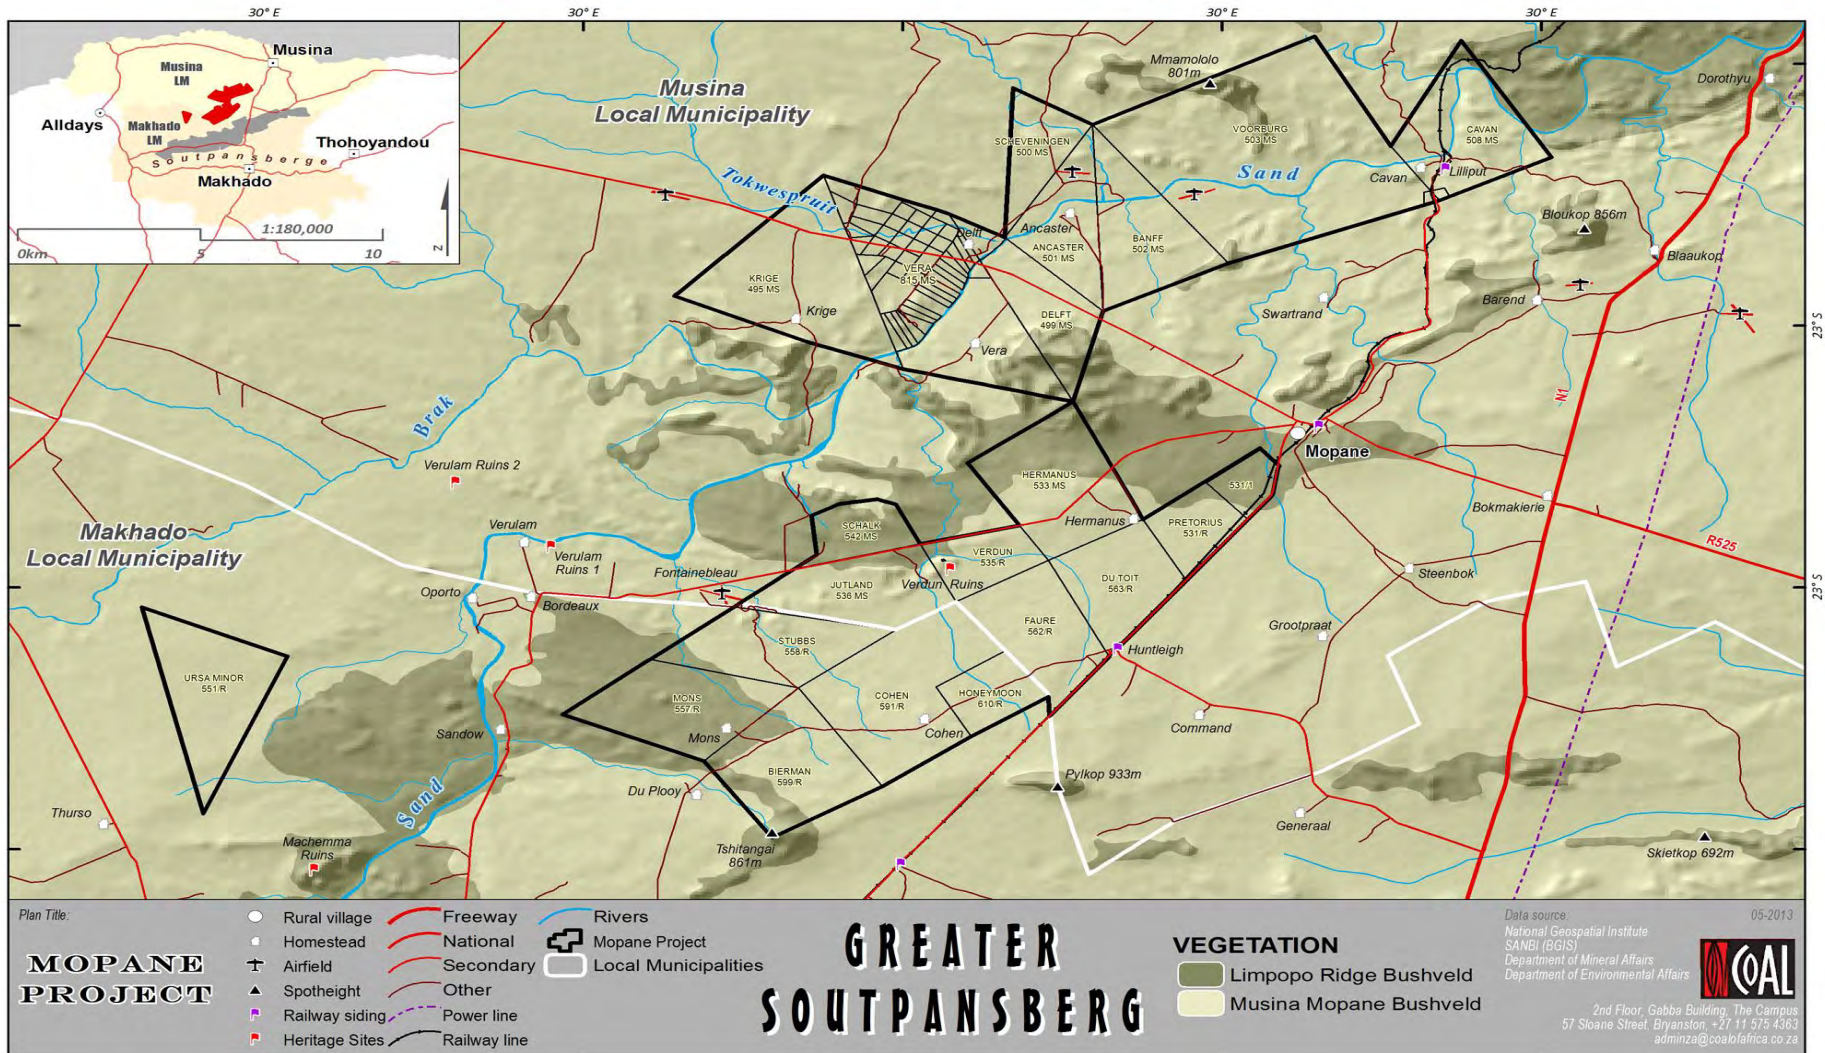 30° E
30° E
30° E
30° E
Musina
Musina
LM
Alldays
Makhado
LM
Thohoyandou
Soutpansberge
Makhado
1:180,000
0km
5
10
z
Musina
Local Municipality
Mmamololo
801m
Dorothyu
SCHEVENINGEN
500 MS
VOORBURG
503 MS
CAVAN
508 MS
Tokwespruit
Sand
Cavan
Lilliput
Bloukop 856m
Delft
Ancaster
ANCASTER
501 MS
BANFF
502 MS
Blaaukop
KRIGE
495 MS
VERA
815 MS
Barend
Krige
DELFT
499 MS
Swartrand
23° S
Vera
N1
Brak
Mopane
Verulam Ruins 2
HERMANUS
533 MS
531/1
Bokmakierie
Makhado
Local Municipality
Verulam
SCHALK
542 MS
Hermanus
PRETORIUS
531/R
R525
Verulam
Ruins 1
Fontainebleau
VERDUN
535/R
Steenbok
Oporto
Bordeaux
JUTLAND
536 MS
Verdun Ruins
DU TOIT
563/R
23° S
STUBBS
558/R
FAURE
562/R
Grootpraat
Huntleigh
URSA MINOR
551/R
MONS
557/R
COHEN
591/R
HONEYMOON
610/R
Sandow
Mons
Cohen
Command
BIERMAN
599/R
Pylkop 933m
Du Plooy
Sand
Thurso
Generaal
Machemma
Ruins
Tshitangai
861m
Skietkop 692m
Plan Title:
MOPANE
PROJECT
Rural village
Homestead
Airfield
Spotheight
Railway siding
Heritage Sites
Freeway
National
Secondary
Other
Power line
Railway line
Rivers
Mopane Project
Local Municipalities
GREATER
SOUTPANSBERG
VEGETATION
Limpopo Ridge Bushveld
Musina Mopane Bushveld
Data source:
05-2013
National Geospatial Institute
SANBI (BGIS)
Department of Mineral Affairs
Department of Environmental Affairs
COAL
2nd Floor, Gabba Building, The Campus
57 Sloane Street, Bryanston, +27 11 575 4363
adminza@coalofafrica.co.za